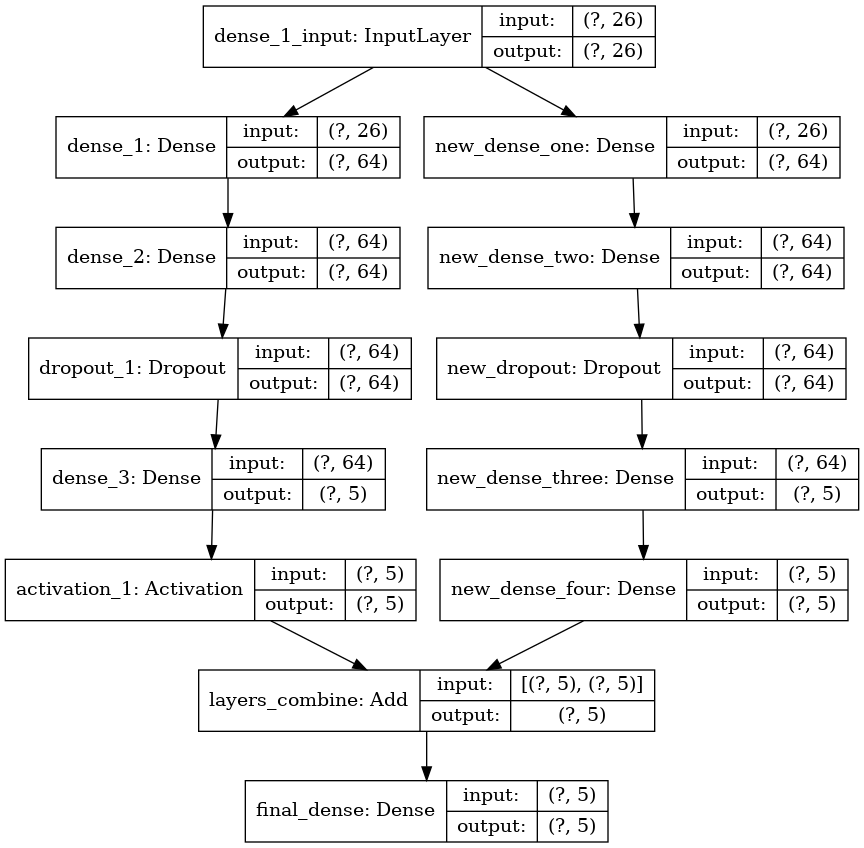 dense_1_input: InputLayer
input: (?, 26)
output: (?, 26)
dense_1: Dense
input: (?, 26)
output: (?, 64)
new_dense_one: Dense
input: (?, 26)
output: (?, 64)
dense_2: Dense
input: (?, 64)
output: (?, 64)
new_dense_two: Dense
input: (?, 64)
output: (?, 64)
dropout_1: Dropout
input: (?, 64)
output: (?, 64)
new_dropout: Dropout
input: (?, 64)
output: (?, 64)
dense_3: Dense
input: (?, 64)
output: (?, 5)
new_dense_three: Dense
input: (?, 64)
output: (?, 5)
activation_1: Activation
input: (?, 5)
output: (?, 5)
new_dense_four: Dense
input: (?, 5)
output: (?, 5)
layers_combine: Add
input: [(?, 5), (?, 5)]
output: (?, 5)
final_dense: Dense
input: (?, 5)
output: (?, 5)